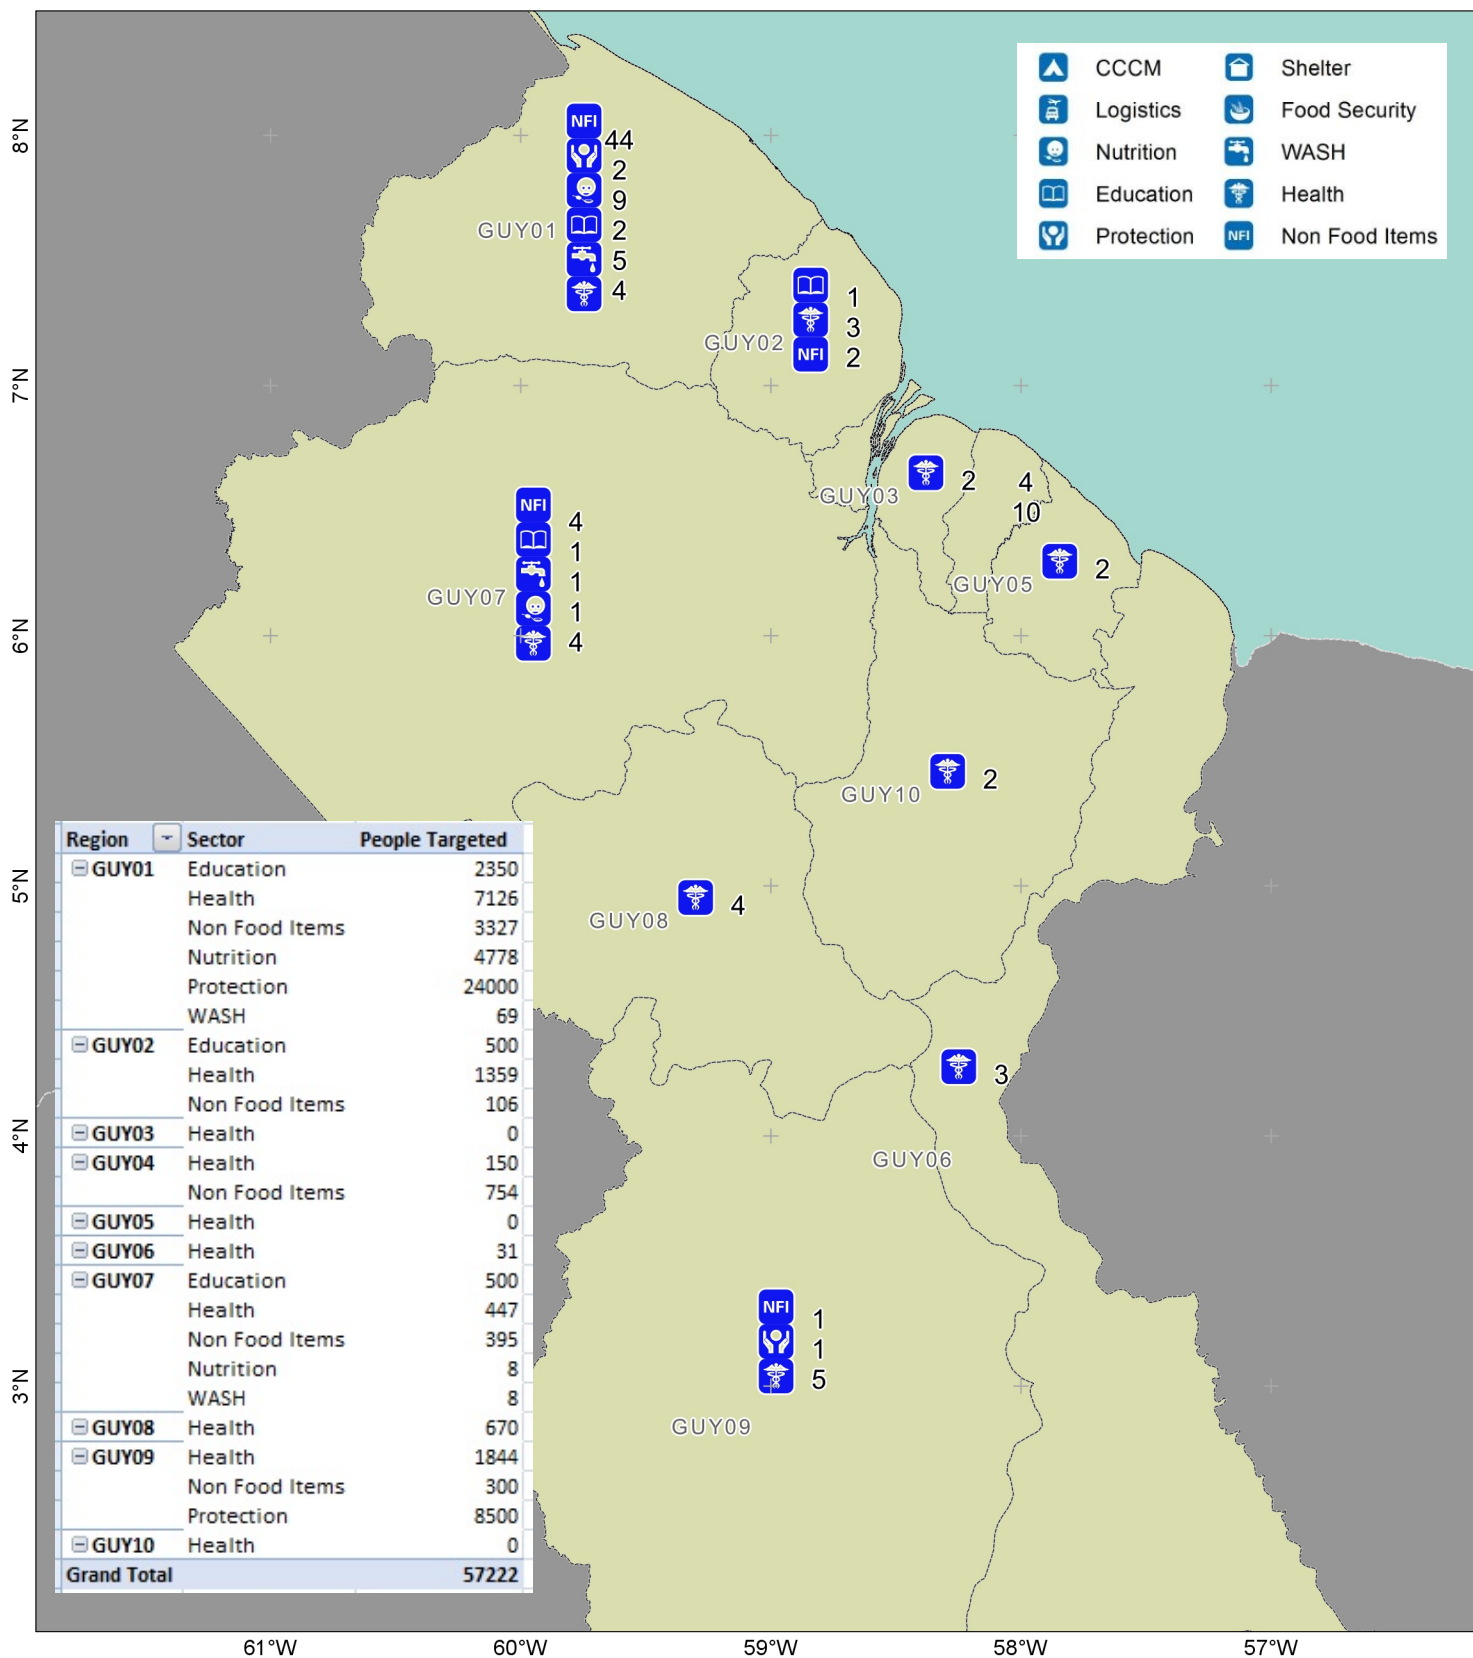 CCCM Shelter
Logistics Food Security
Nutrition WASH
Education Health
Protection NFI Non Food Items
8°N
7°N
6°N
5°N
4°N
3°N
NFI 44
2
9
GUY01 2
5
4
1
3
GUY02 NFI 2
GUY03 2
4
10
GUY05 2
NFI 4
1
1
GUY07 1
4
GUY10 2
GUY08 4
3
GUY06
NFI 1
1
5
GUY09
Region Sector People Targeted
GUY01 Education 2350
Health 7126
Non Food Items 3327
Nutrition 4778
Protection 24000
WASH 69
GUY02 Education 500
Health 1359
Non Food Items 106
GUY03 Health 0
GUY04 Health 150
Non Food Items 754
GUY05 Health 0
GUY06 Health 31
GUY07 Education 500
Health 447
Non Food Items 395
Nutrition 8
WASH 8
GUY08 Health 670
GUY09 Health 1844
Non Food Items 300
Protection 8500
GUY10 Health 0
Grand Total 57222
61°W 60°W 59°W 58°W 57°W